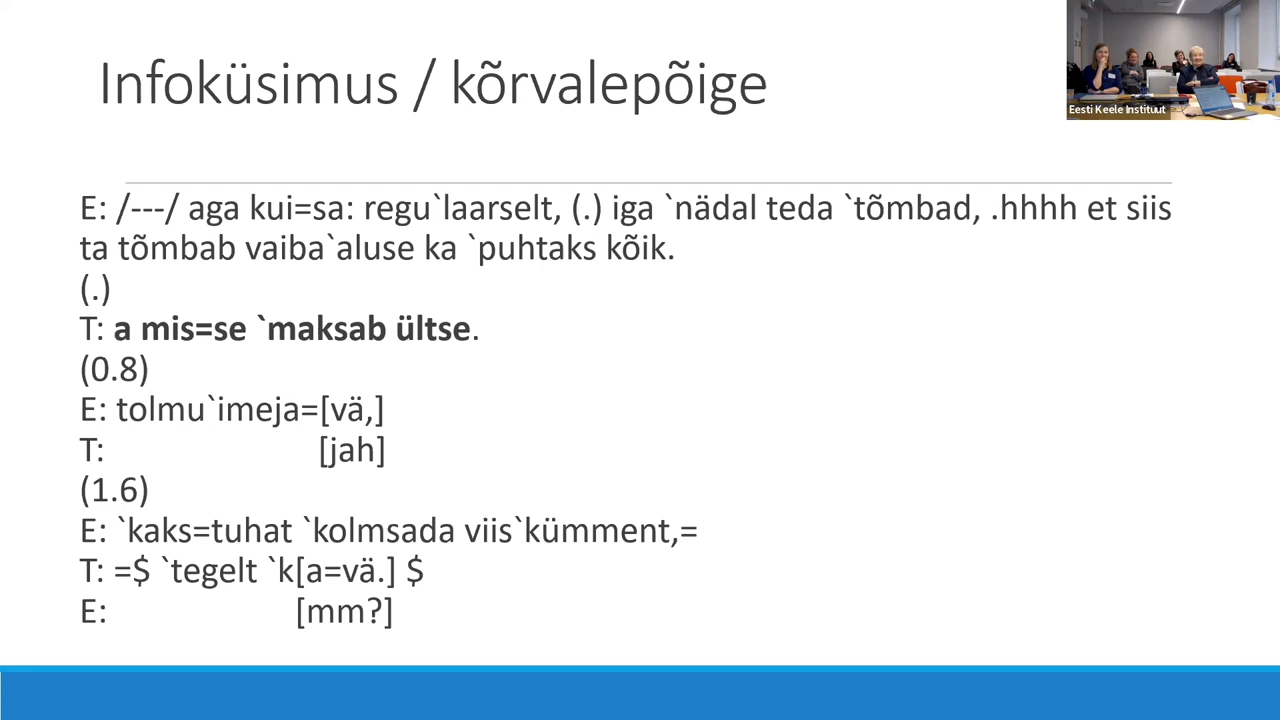 Infoküsimus / kõrvalepõige
Eesti Keele Instituut
E: /---/ aga kui=sa: regu`laarselt, (.) iga `nädal teda `tõmbad, .hhhh et siis
ta tõmbab vaiba`aluse ka `puhtaks kõik.
(.)
T: a mis=se `maksab ültse.
(0.8)
E: tolmu`imeja=[vä,]
T: [jah]
(1.6)
E: `kaks=tuhat `kolmsada viis`kümment,=
T: =$ `tegelt `k[a=vä.] $
E: [mm?]